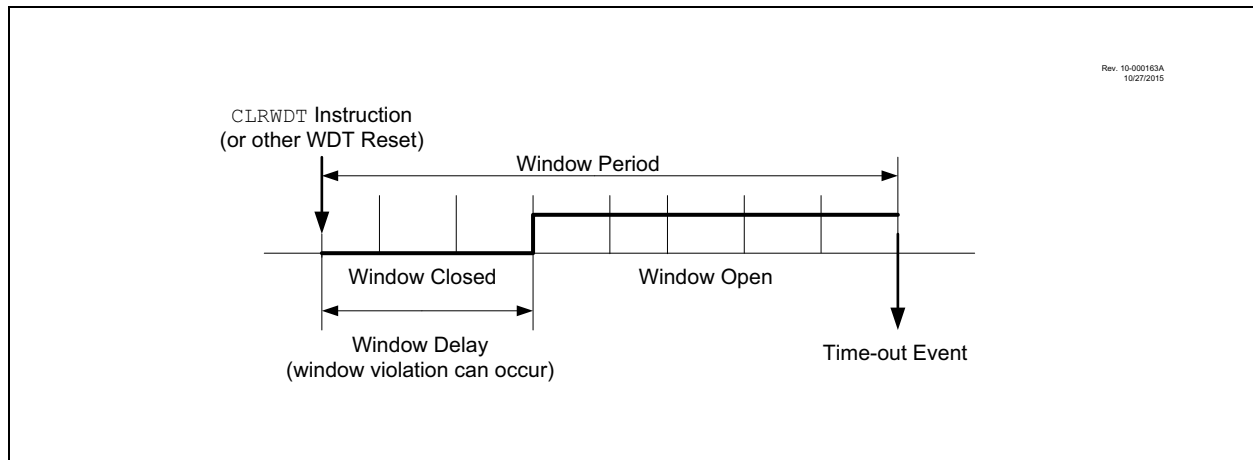 Rev. 10-000163A
10/27/2015
CLRWDT Instruction
(or other WDT Reset)
Window Period
Window Closed
Window Open
Window Delay
(window violation can occur)
Time-out Event